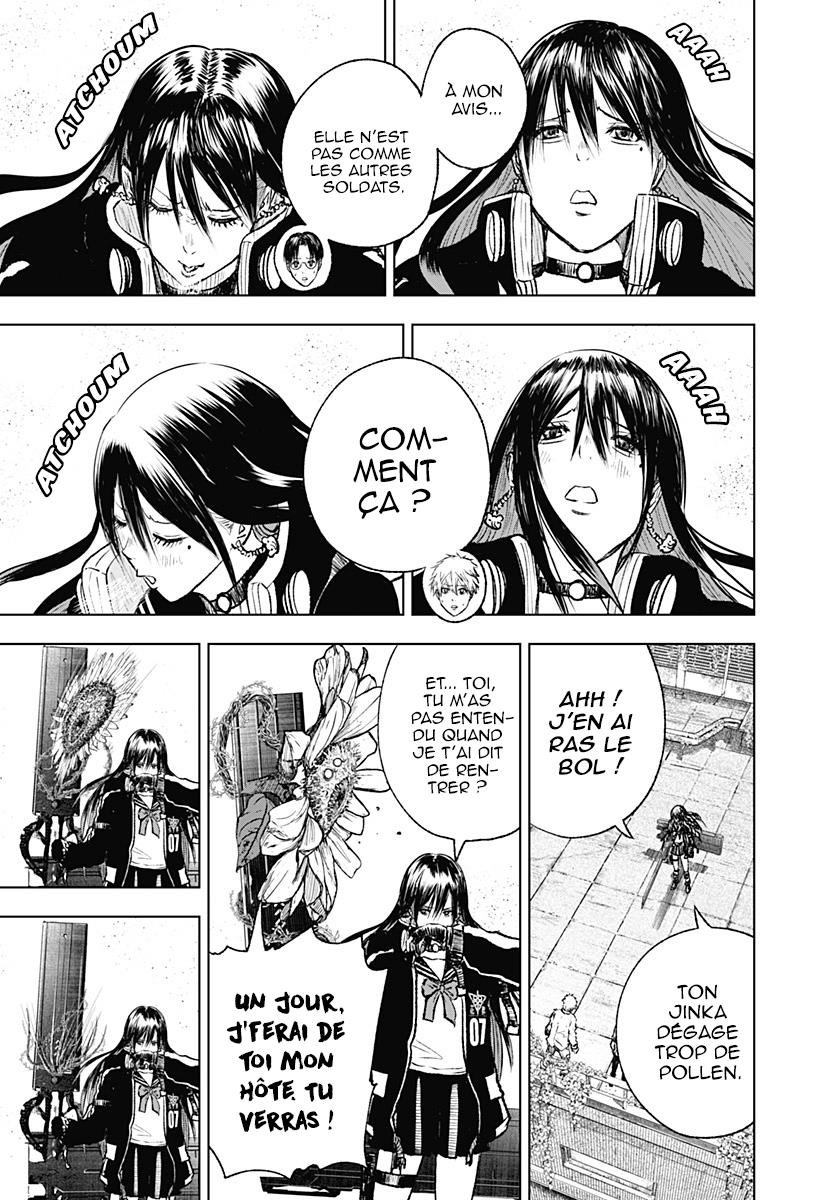 AAAH
À MON
AVIS...
ELLE N'EST
PAS COMME
LES AUTRES
SOLDATS.
ATCHOUM
AAAH
COM-
MENT
ÇA ?
ATCHOUM
AHH !
J'EN AI
RAS LE
BOL !
TON
JINKA
DÉGAGE
TROP DE
POLLEN.
ET... TOI,
TU M'AS
PAS ENTEN-
DU QUAND
JE T'AI DIT
DE REN-
TRER ?
07
UN JOUR,
J'FERAI DE
TOI MON
HÔTE, TU
VERRAS !
07
07